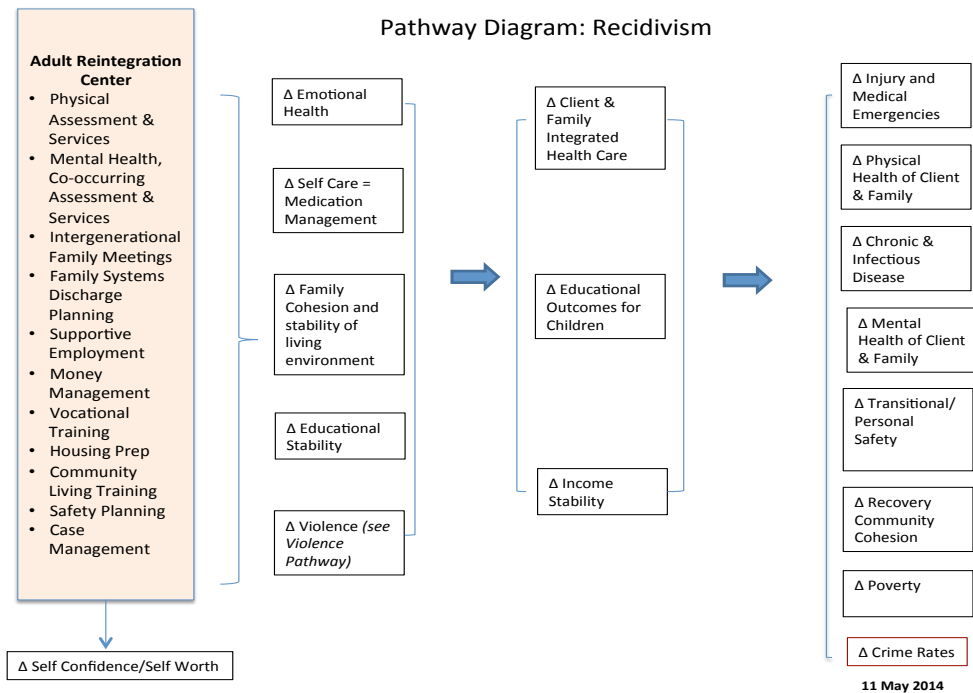 Pathway Diagram: Recidivism
Adult Reintegration
Center
• Physical
Assessment &
Services
• Mental Health,
Co-occurring
Assessment &
Services
• Intergenerational
Family Meetings
• Family Systems
Discharge
Planning
• Supportive
Employment
• Money
Management
• Vocational
Training
• Housing Prep
• Community
Living Training
• Safety Planning
• Case
Management
Δ Self Confidence/Self Worth
Δ Emotional
Health
Δ Self Care =
Medication
Management
Δ Family
Cohesion and
stability of
living
environment
Δ Educational
Stability
Δ Violence (see
Violence
Pathway)
Δ Client &
Family
Integrated
Health Care
Δ Educational
Outcomes for
Children
Δ Income
Stability
Δ Injury and
Medical
Emergencies
Δ Physical
Health of Client
& Family
Δ Chronic &
Infectious
Disease
Δ Mental
Health of Client
& Family
Δ Transitional/
Personal
Safety
Δ Recovery
Community
Cohesion
Δ Poverty
Δ Crime Rates
11 May 2014